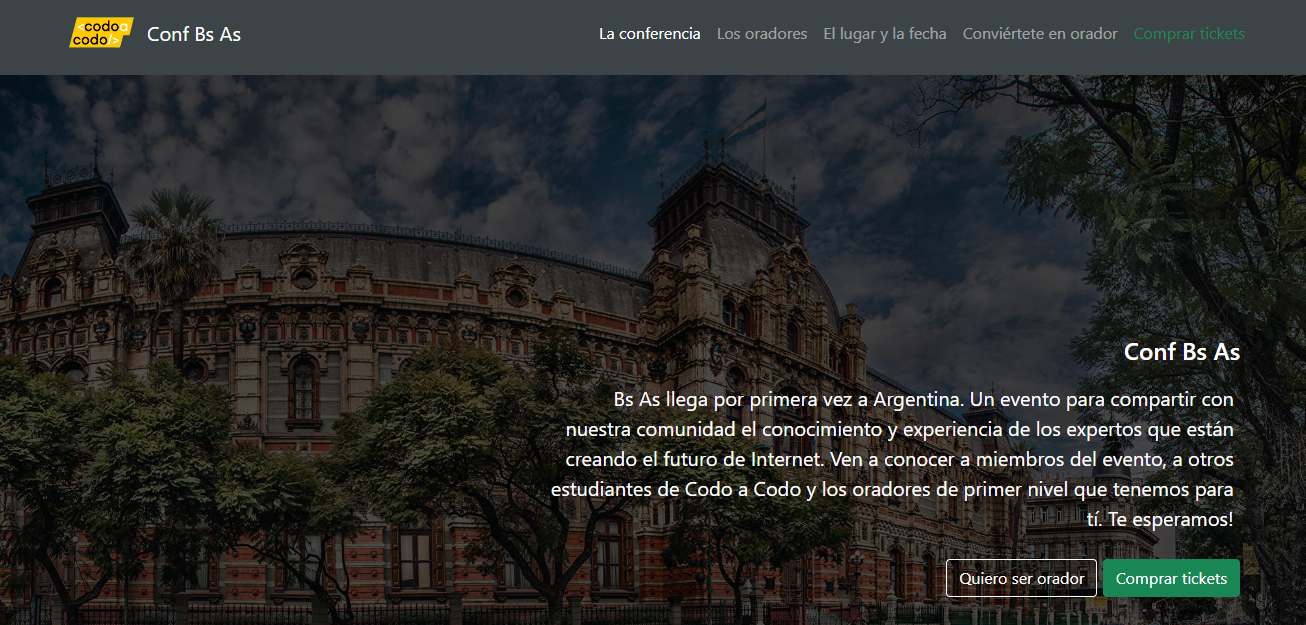 <codoa
codo/>
Conf Bs As
La conferencia
Los oradores
El lugar y la fecha
Conviértete en orador
Comprar tickets
Conf Bs As
Bs As llega por primera vez a Argentina. Un evento para compartir con
nuestra comunidad el conocimiento y experiencia de los expertos que están
creando el futuro de Internet. Ven a conocer a miembros del evento, a otros
estudiantes de Codo a Codo y los oradores de primer nivel que tenemos para
tí. Te esperamos!
Quiero ser orador
Comprar tickets